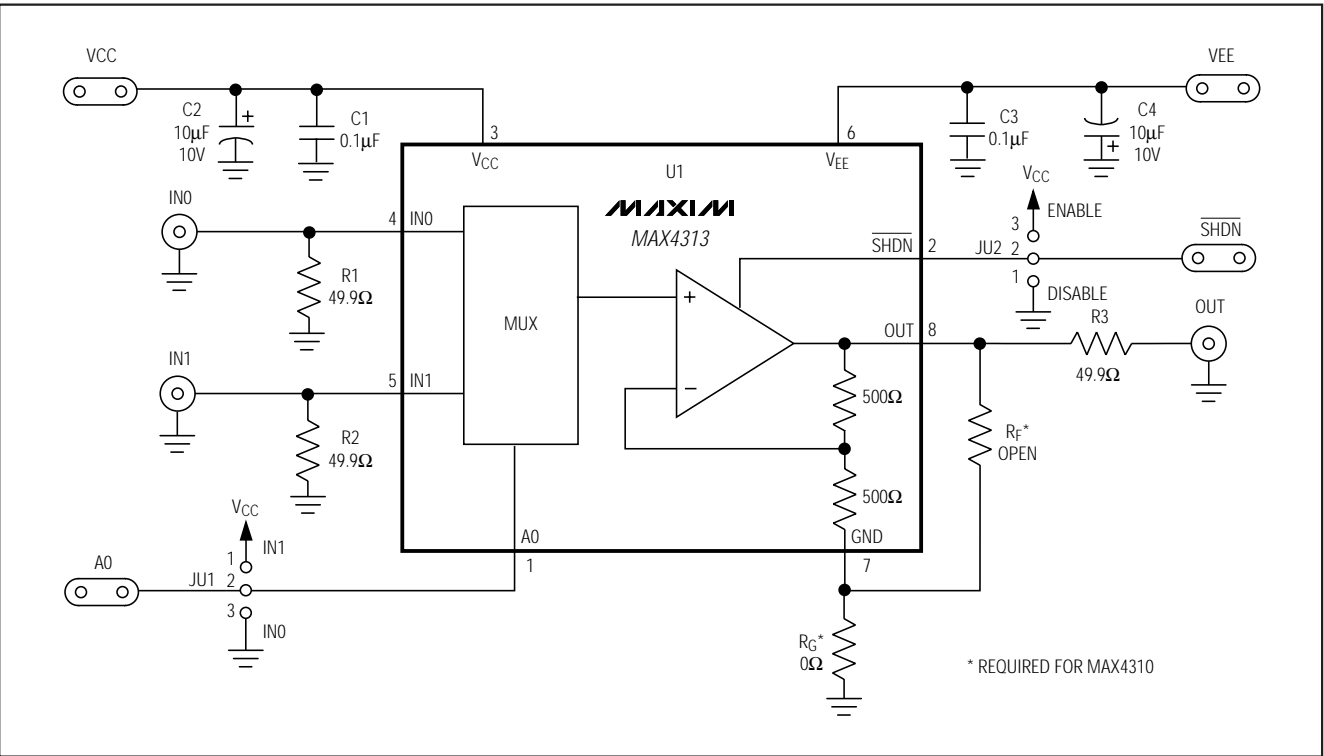 VCC
C2
10µF
10V
C1
0.1µF
3
VCC
U1
MAXIM
MAX4313
6
VEE
C3
0.1µF
C4
10µF
10V
VEE
IN0
4
IN0
R1
49.9Ω
MUX
SHDN
2
JU2
VCC
ENABLE
3
2
1
DISABLE
SHDN
OUT
8
R3
49.9Ω
OUT
IN1
5
IN1
R2
49.9Ω
500Ω
500Ω
RF*
OPEN
GND
7
A0
1
A0
VCC
IN1
1
JU1
2
3
IN0
RG*
0Ω
* REQUIRED FOR MAX4310
+
+
+
−